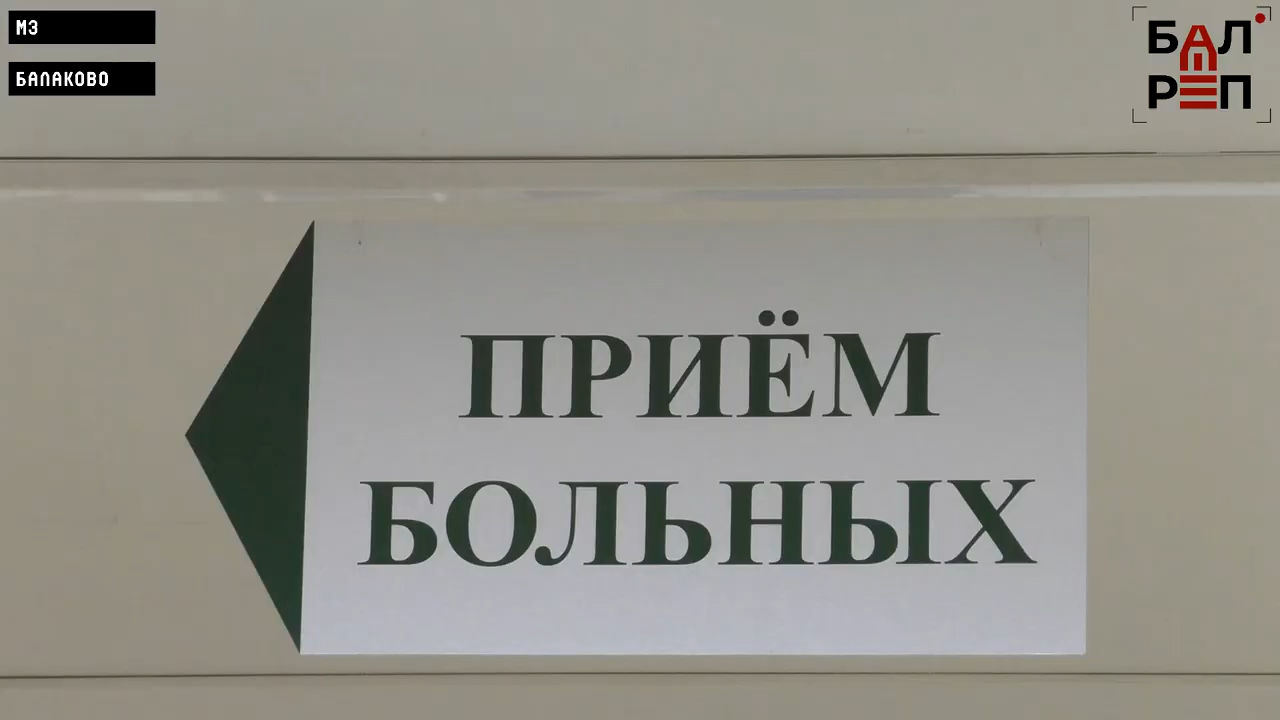 МЗ
БАЛАКОВО
БАЛ
РЕП
ПРИЁМ
БОЛЬНЫХ